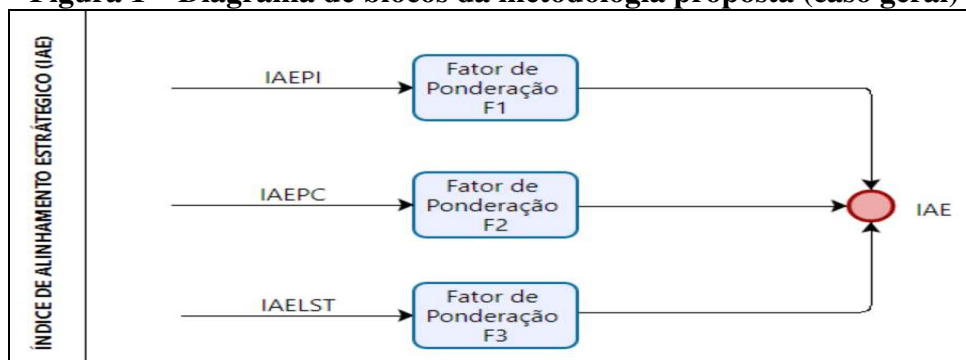 Figura 1 – Diagrama de blocos da metodologia proposta (caso geral)
ÍNDICE DE ALINHAMENTO ESTRÁTEGICO (IAE)
IAEPI
Fator de
Ponderação
F1
IAEPC
Fator de
Ponderação
F2
IAE
IAELST
Fator de
Ponderação
F3